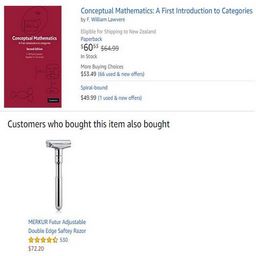 Conceptual Mathematics
A First Introduction to Categories
Second Edition
Conceptual Mathematics: A First Introduction to Categories
by F. William Lawvere
Eligible for Shipping to New Zealand
Paperback
$60⁵⁵ $64.99
In Stock
More Buying Choices
$53.49 (66 used & new offers)
Spiral-bound
$49.99 (1 used & new offers)
Customers who bought this item also bought
MERKUR Futur Adjustable
Double Edge Saftey Razor
530
$72.20